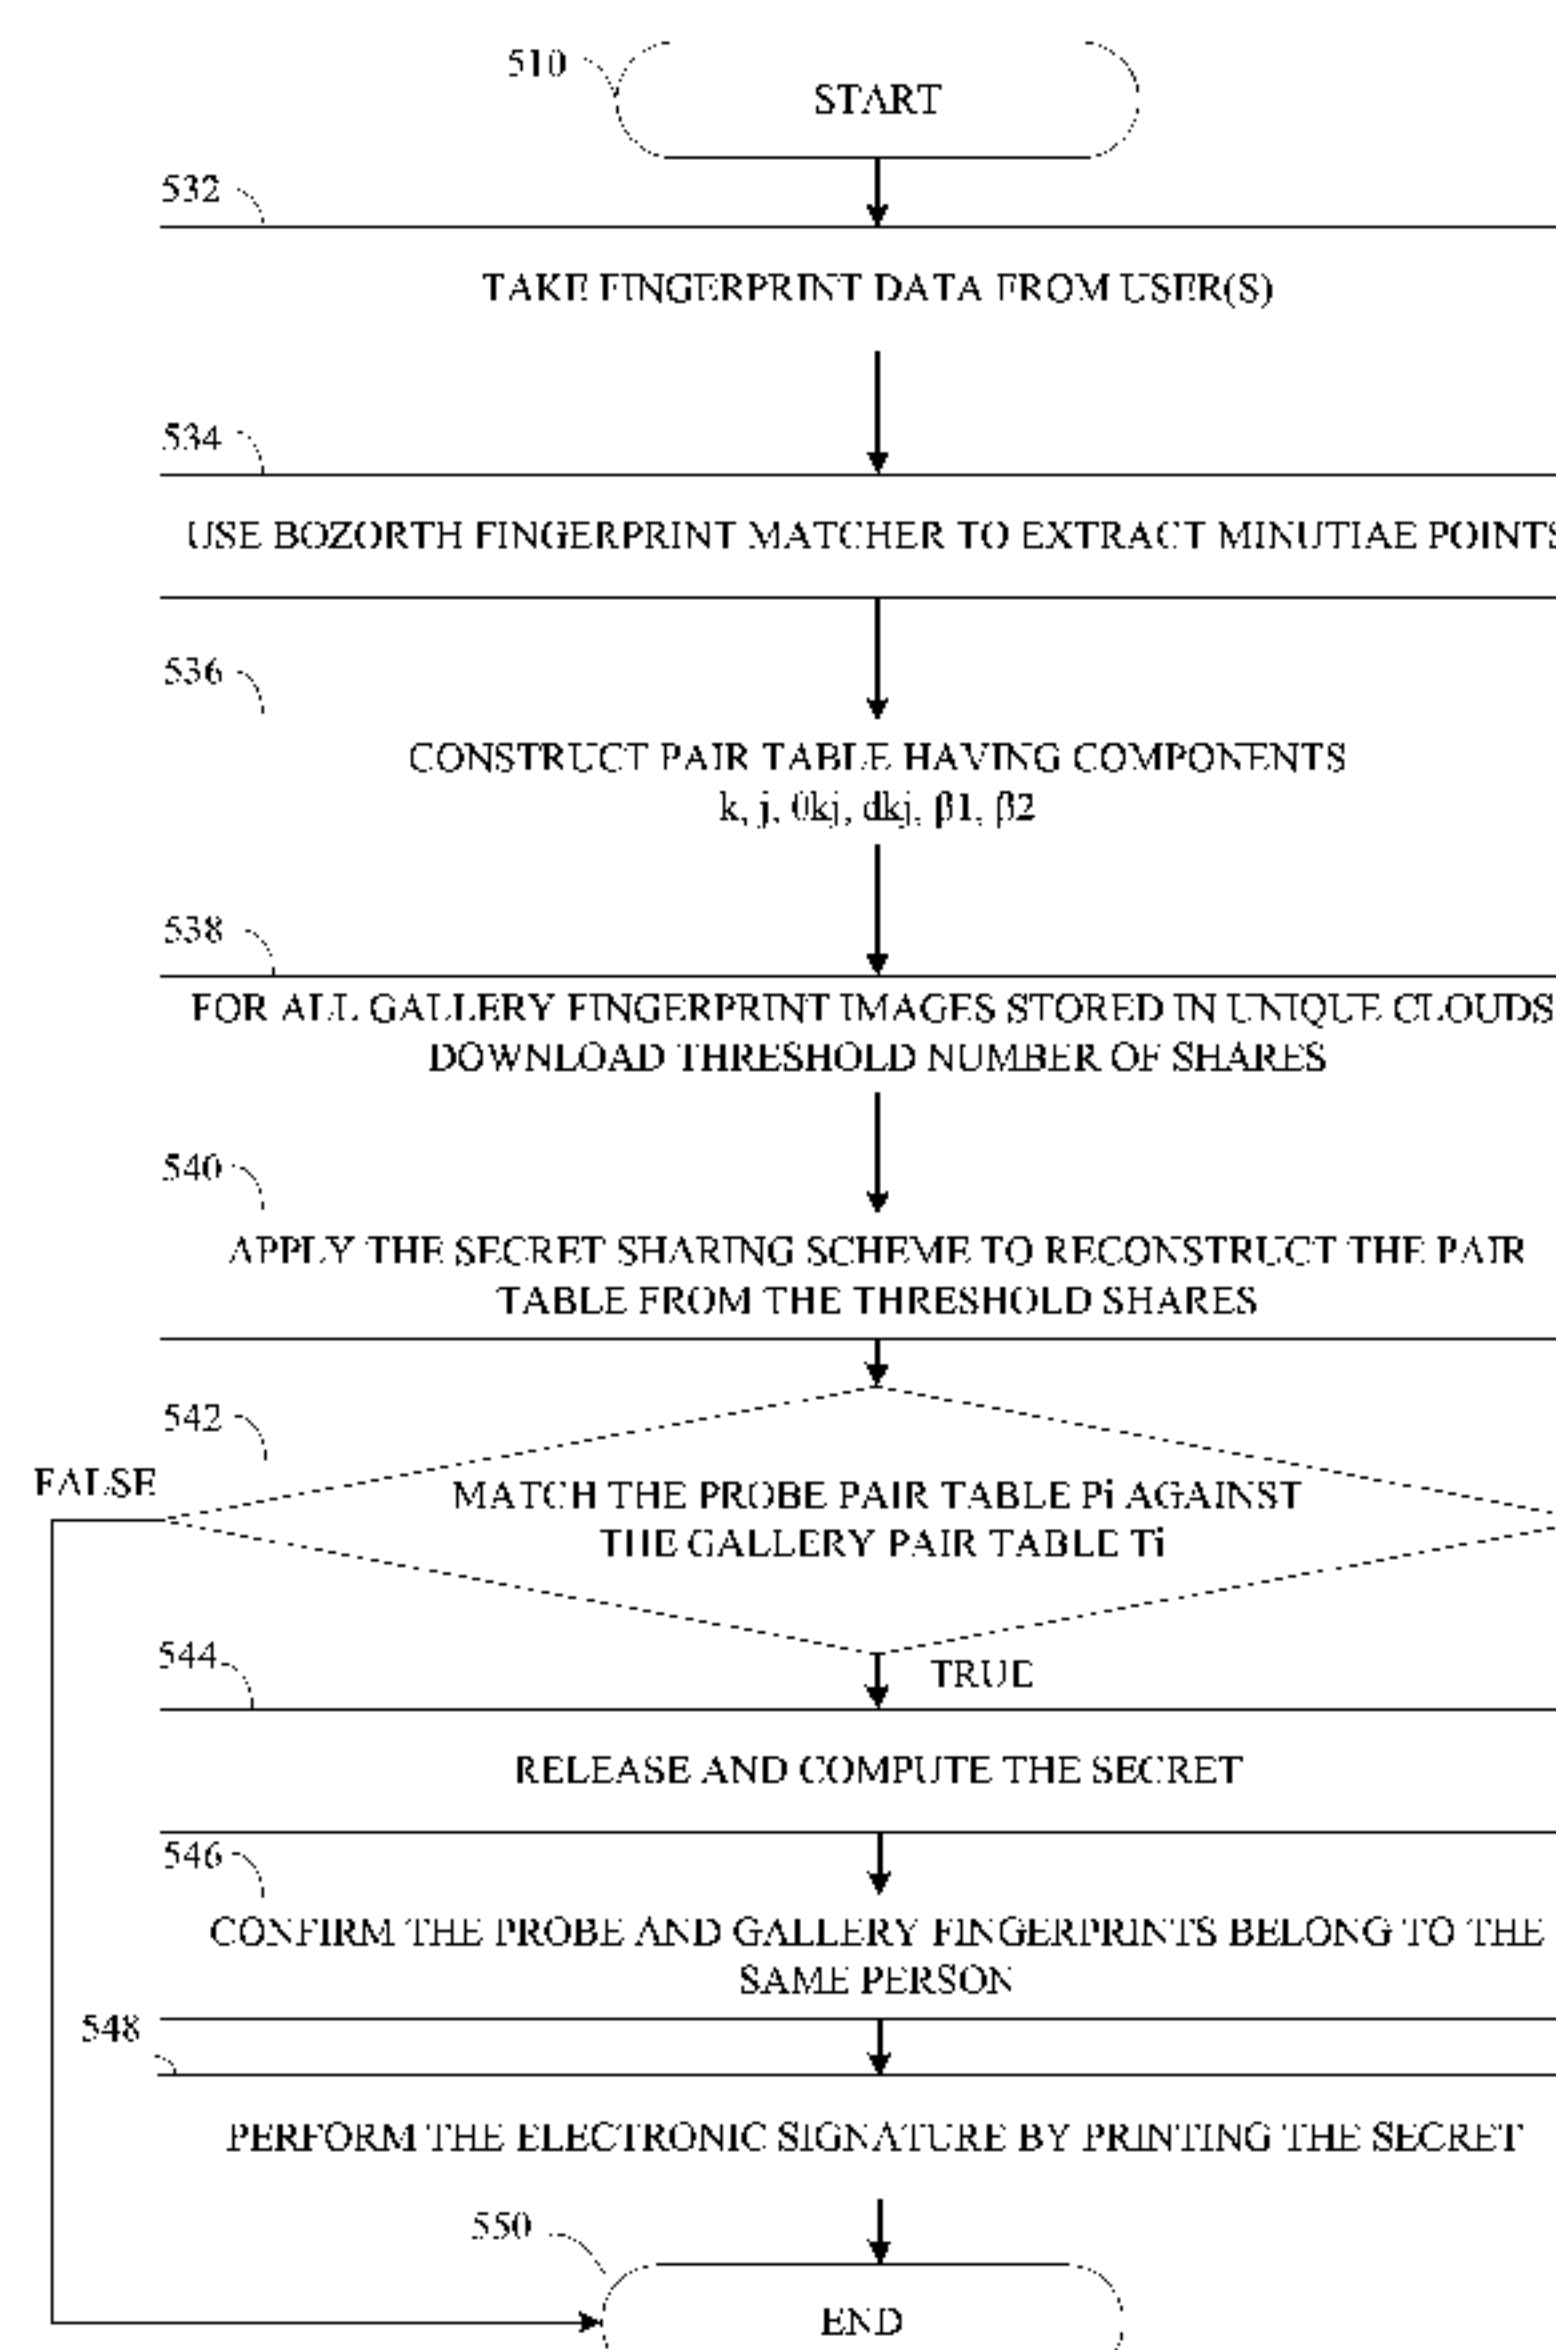 510
START
532
TAKE FINGERPRINT DATA FROM USER(S)
534
USE BOZORTH FINGERPRINT MATCHER TO EXTRACT MINUTIAE POINTS
536
CONSTRUCT PAIR TABLE HAVING COMPONENTS
k, j, θkj, dkj, β1, β2
538
FOR ALL GALLERY FINGERPRINT IMAGES STORED IN UNIQUE CLOUDS
DOWNLOAD THRESHOLD NUMBER OF SHARES
540
APPLY THE SECRET SHARING SCHEME TO RECONSTRUCT THE PAIR
TABLE FROM THE THRESHOLD SHARES
542
FALSE
MATCH THE PROBE PAIR TABLE Pi AGAINST
THE GALLERY PAIR TABLE Ti
544
TRUE
RELEASE AND COMPUTE THE SECRET
546
CONFIRM THE PROBE AND GALLERY FINGERPRINTS BELONG TO THE
SAME PERSON
548
PERFORM THE ELECTRONIC SIGNATURE BY PRINTING THE SECRET
550
END